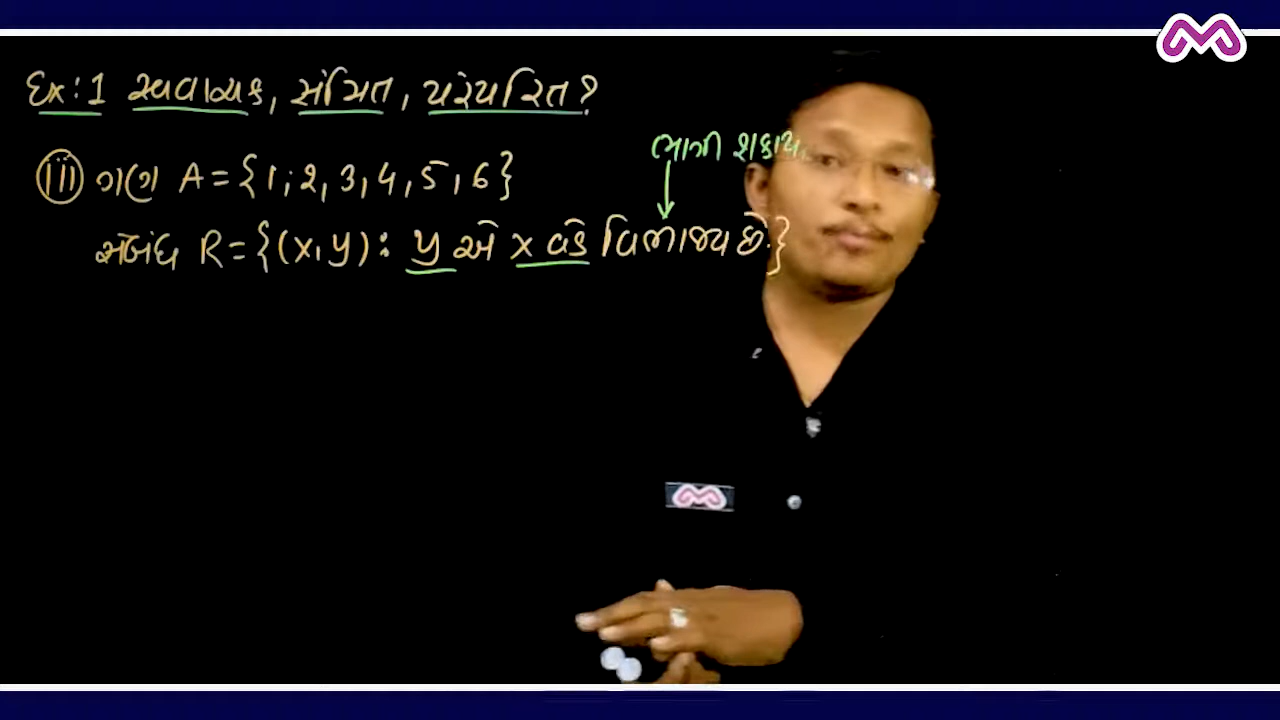 Ex:1 સ્વવાચક, સંમિત, પરંપરિત?
ભાગી શકાય.
(iii) ગણ A = {1, 2, 3, 4, 5, 6}
સંબંધ R = {(x, y) : y એ x વડે વિભાજ્ય છે.}